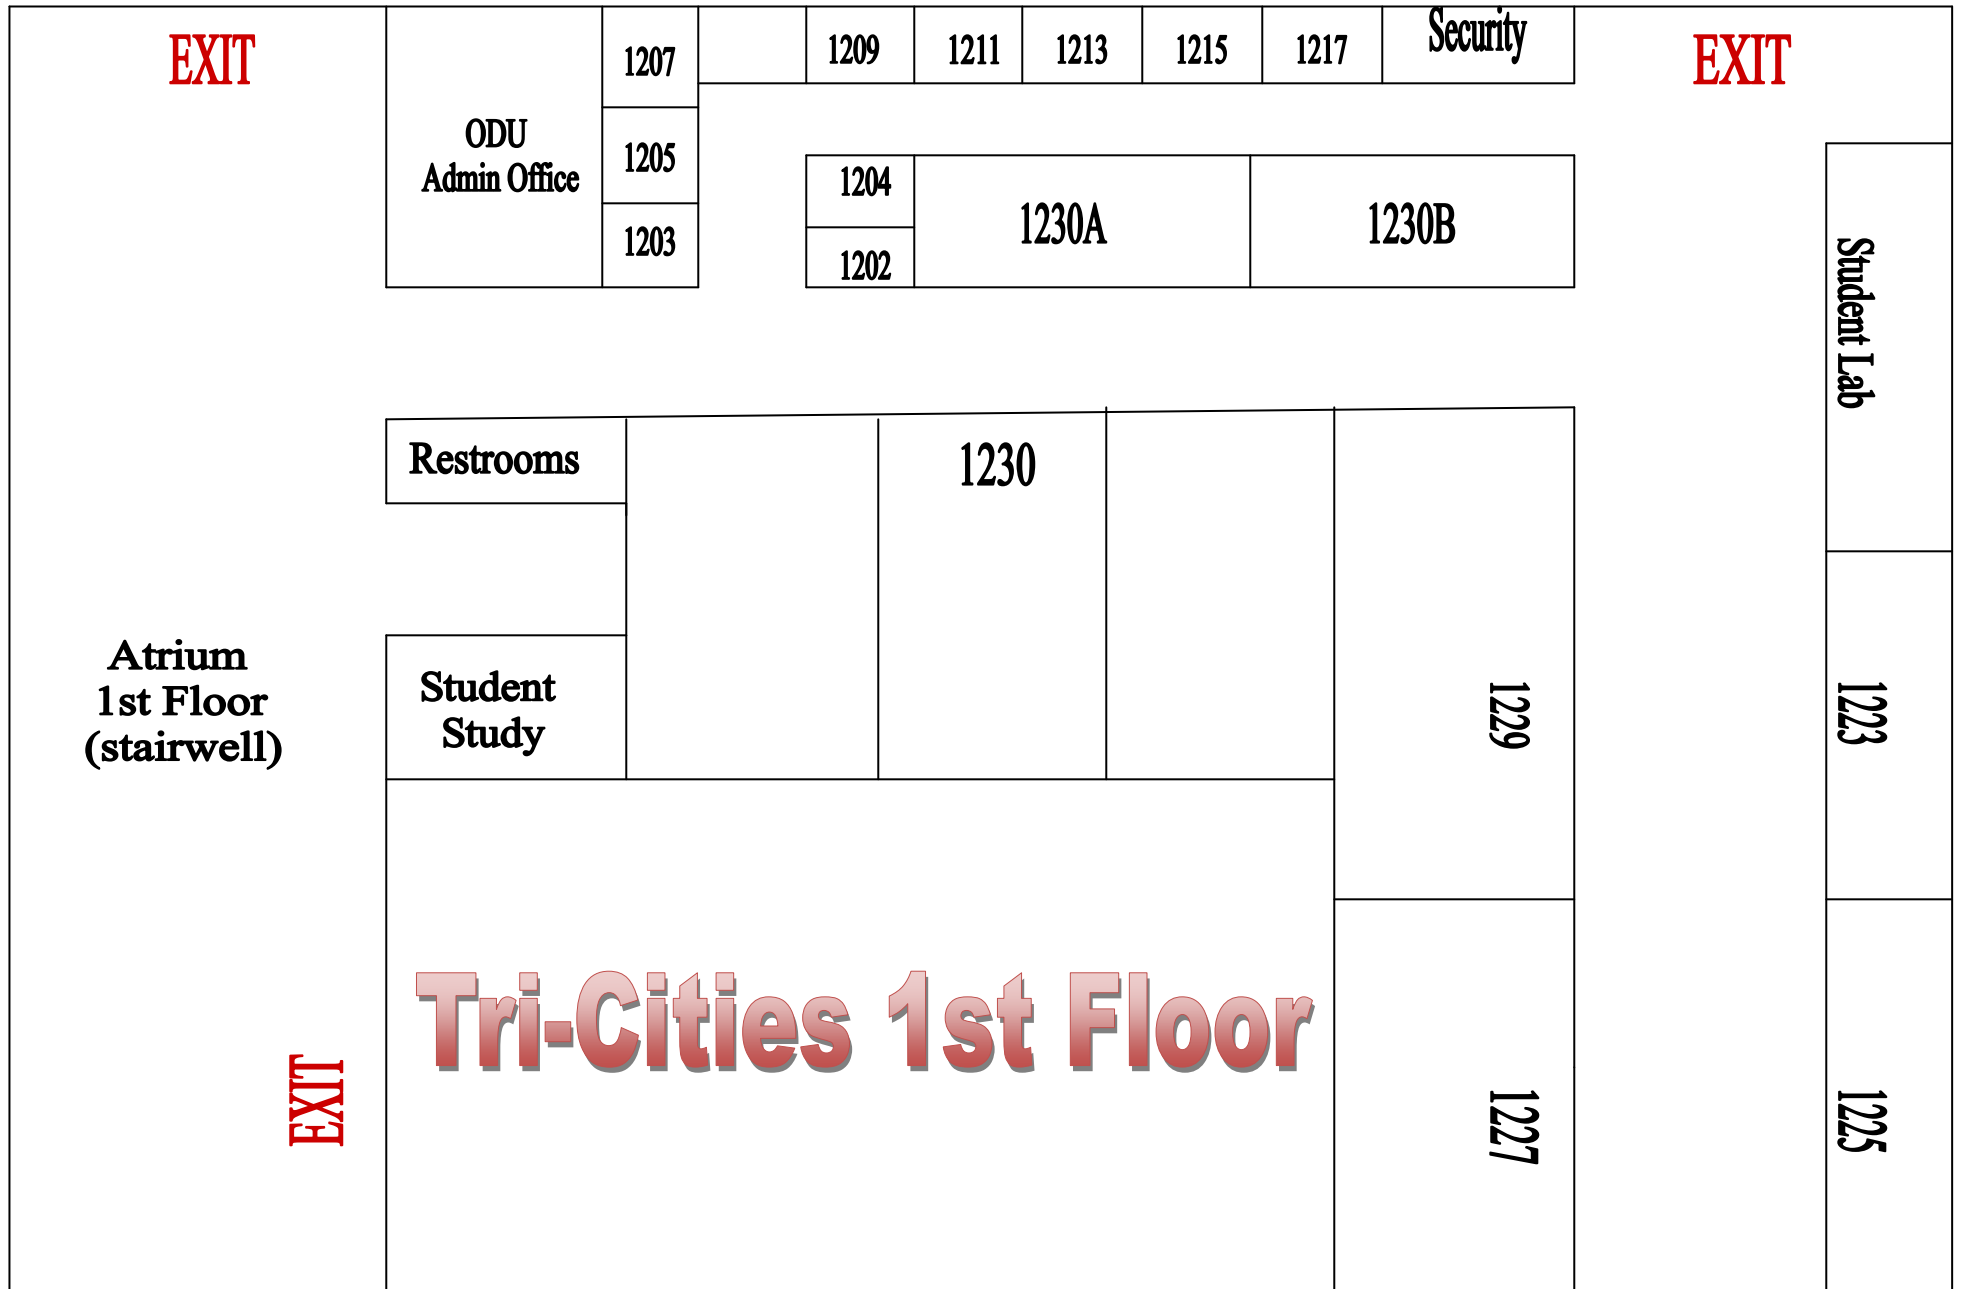 EXIT
1207
1209
1211
1213
1215
1217
Security
EXIT
ODU
Admin Office
1205
1203
1204
1202
1230A
1230B
Student Lab
Restrooms
1230
Atrium
1st Floor
(stairwell)
Student
Study
1229
1223
Tri-Cities 1st Floor
EXIT
1227
1225